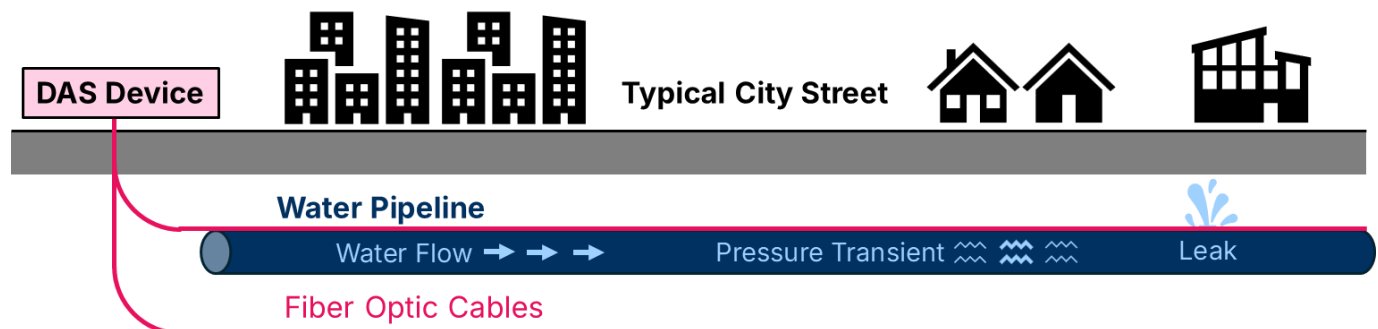 DAS Device
Typical City Street
Water Pipeline
Water Flow
Pressure Transient
Leak
Fiber Optic Cables